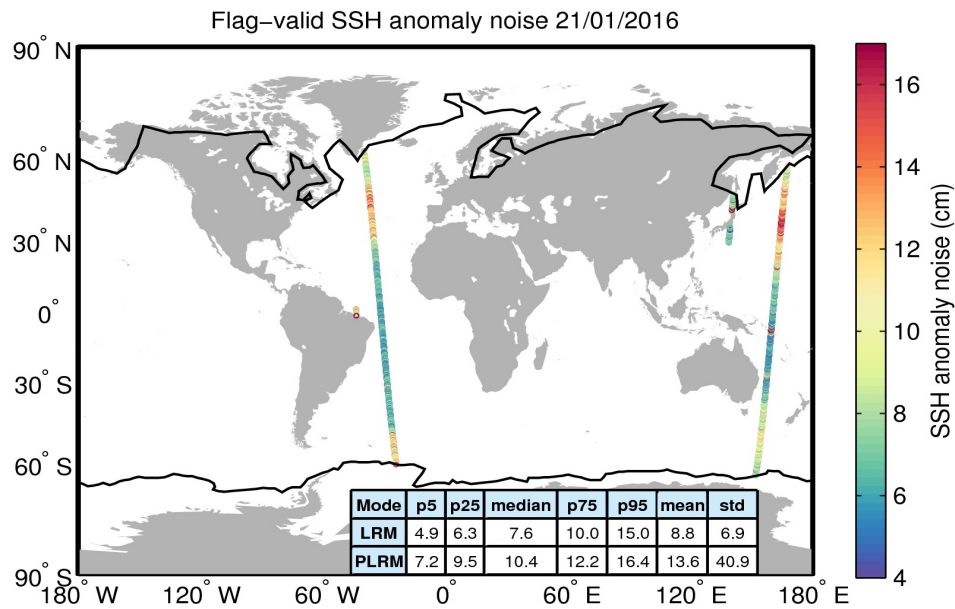 Flag-valid SSH anomaly noise 21/01/2016
90° N
60° N
30° N
0°
30° S
60° S
90° S
180° W
120° W
60° W
0°
60° E
120° E
180° E
16
14
12
10
8
6
4
SSH anomaly noise (cm)
Mode p5 p25 median p75 p95 mean std
LRM 4.9 6.3 7.6 10.0 15.0 8.8 6.9
PLRM 7.2 9.5 10.4 12.2 16.4 13.6 40.9